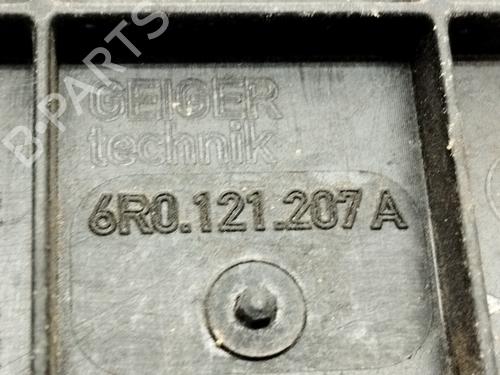 B-PARTS
GEIGER
technik
6R0.121.207 A